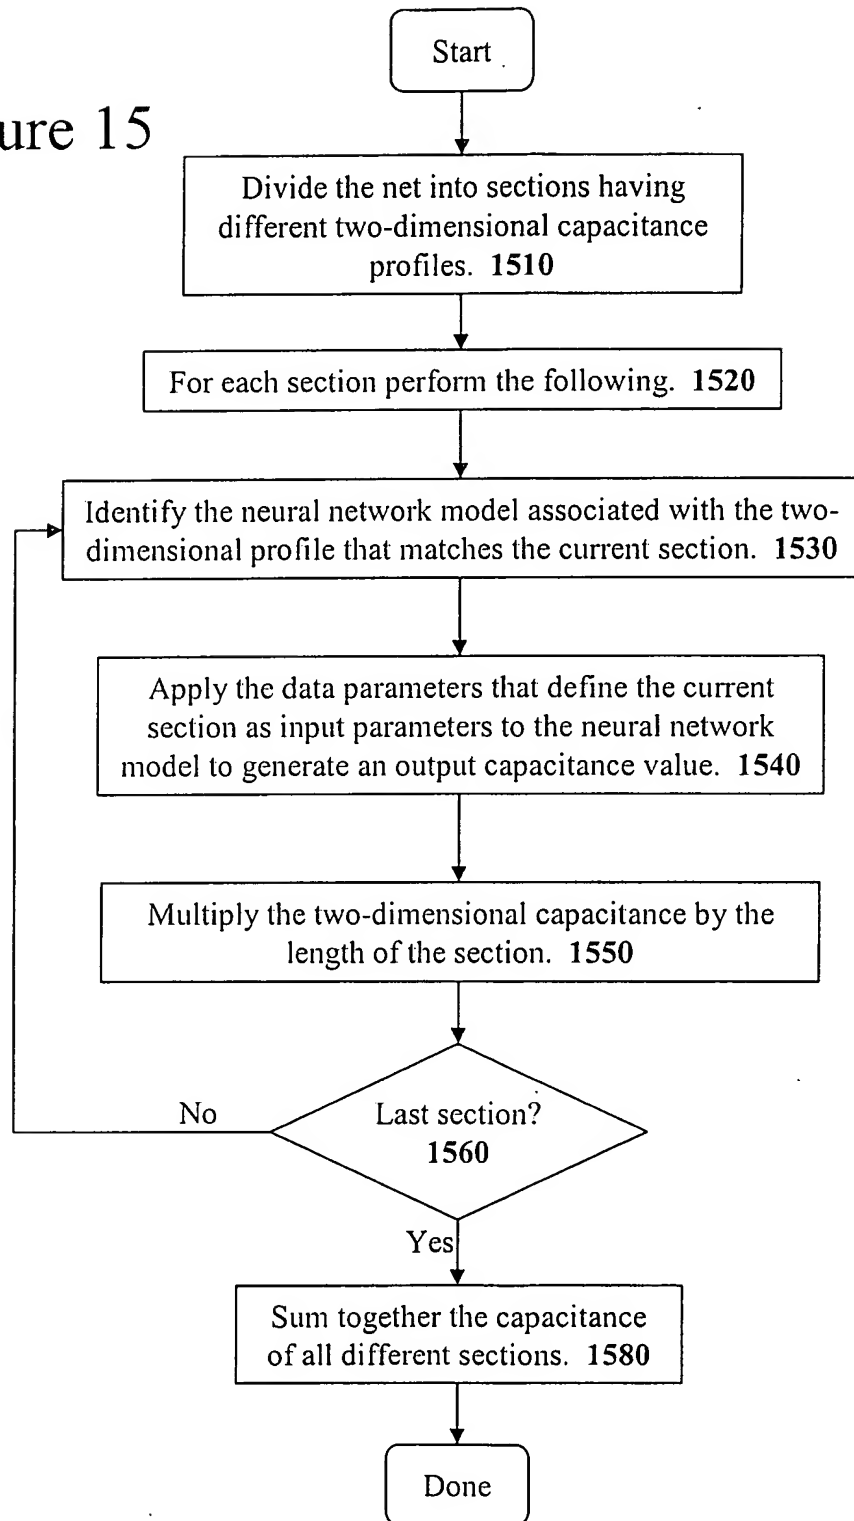 Start
ure 15
Divide the net into sections having
different two-dimensional capacitance
profiles. 1510
For each section perform the following. 1520
Identify the neural network model associated with the two-
dimensional profile that matches the current section. 1530
Apply the data parameters that define the current
section as input parameters to the neural network
model to generate an output capacitance value. 1540
Multiply the two-dimensional capacitance by the
length of the section. 1550
No
Last section?
1560
Yes
Sum together the capacitance
of all different sections. 1580
Done